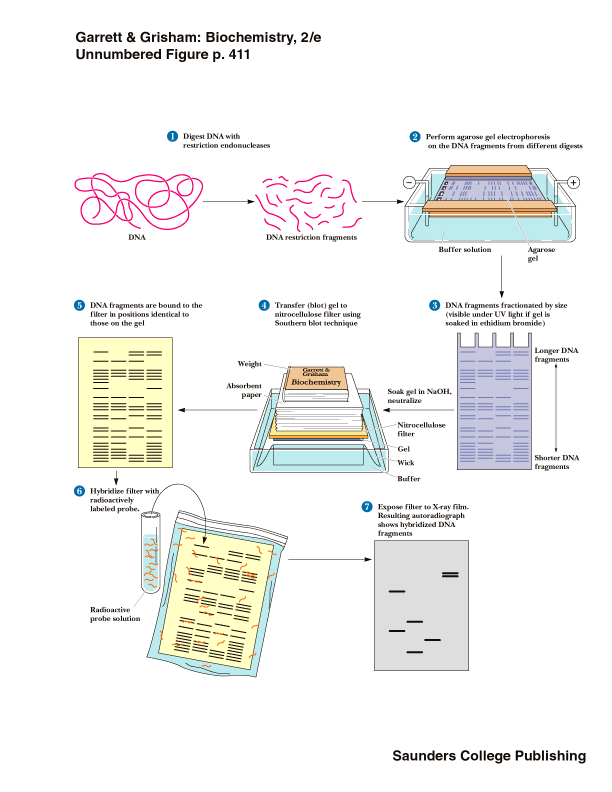 Garrett & Grisham: Biochemistry, 2/e
Unnumbered Figure p. 411
1 Digest DNA with
restriction endonucleases
DNA
DNA restriction fragments
2 Perform agarose gel electrophoresis
on the DNA fragments from different digests
−
+
Buffer solution
Agarose
gel
3 DNA fragments fractionated by size
(visible under UV light if gel is
soaked in ethidium bromide)
Longer DNA
fragments
Shorter DNA
fragments
Soak gel in NaOH,
neutralize
4 Transfer (blot) gel to
nitrocellulose filter using
Southern blot technique
Weight
Garrett &
Grisham
Biochemistry
Absorbent
paper
Nitrocellulose
filter
Gel
Wick
Buffer
5 DNA fragments are bound to the
filter in positions identical to
those on the gel
6 Hybridize filter with
radioactively
labeled probe.
Radioactive
probe solution
7 Expose filter to X-ray film.
Resulting autoradiograph
shows hybridized DNA
fragments
Saunders College Publishing